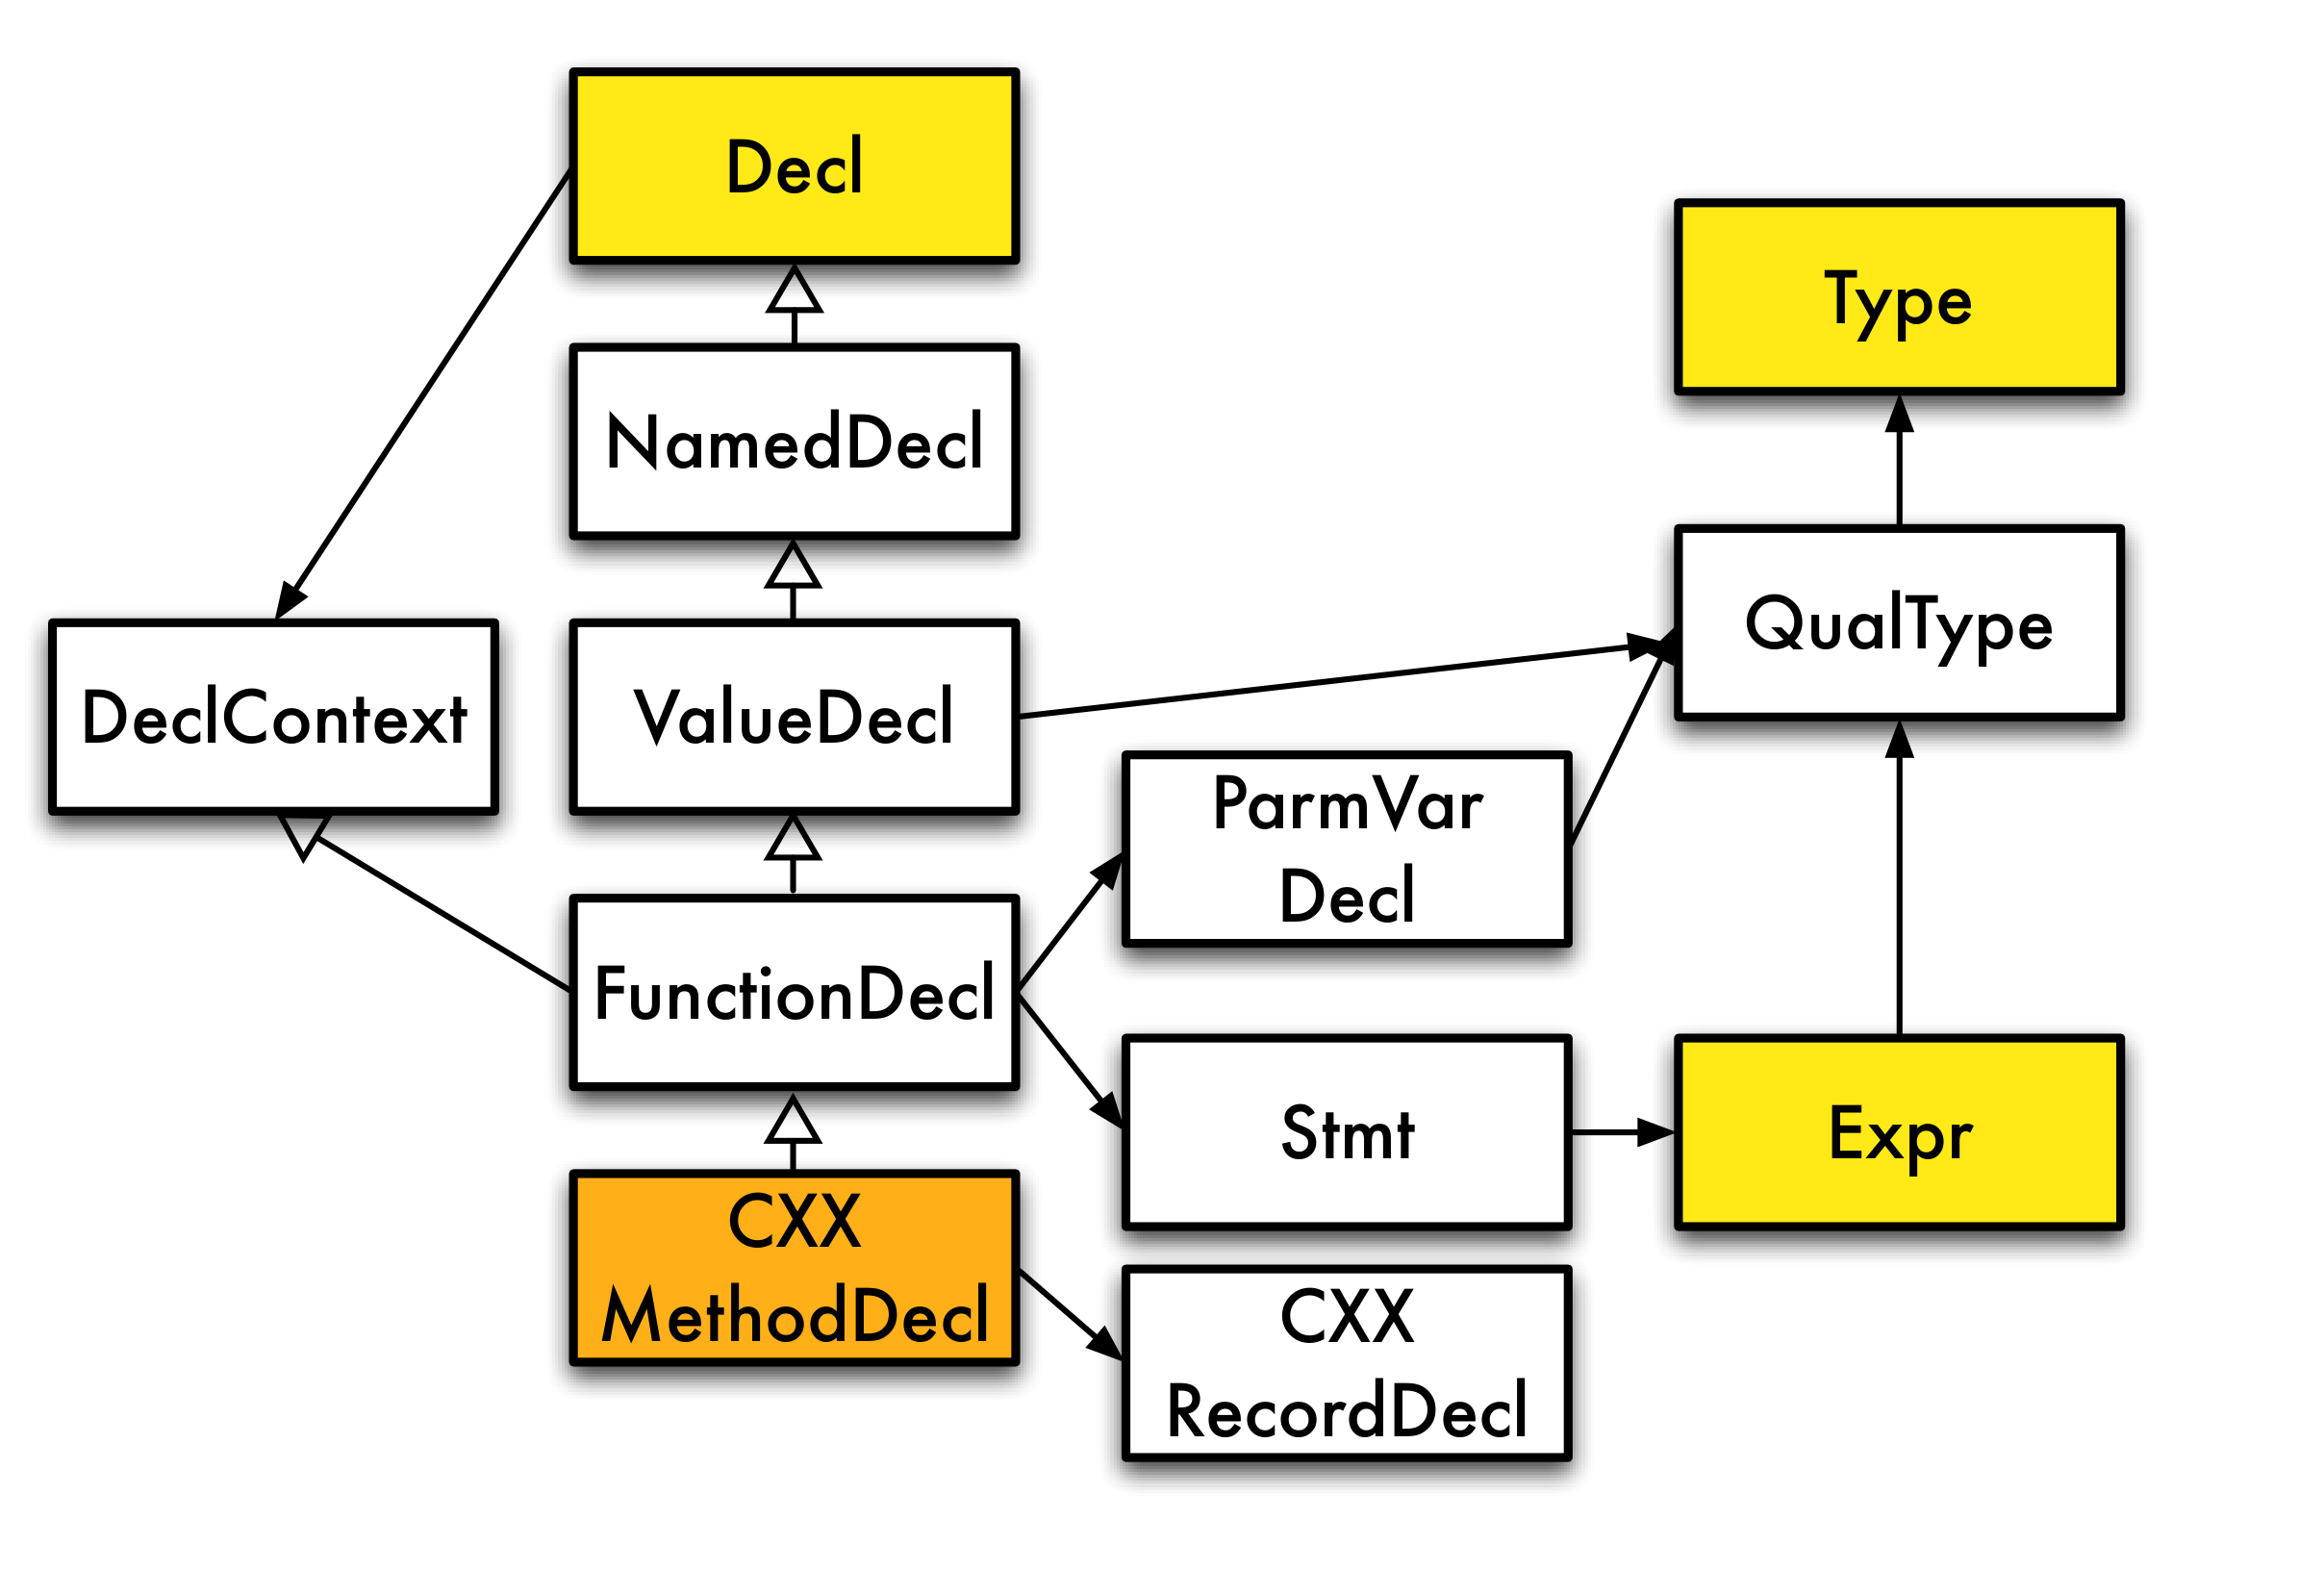 Decl
Type
NamedDecl
QualType
DeclContext
ValueDecl
ParmVar
Decl
FunctionDecl
Stmt
Expr
CXX
MethodDecl
CXX
RecordDecl